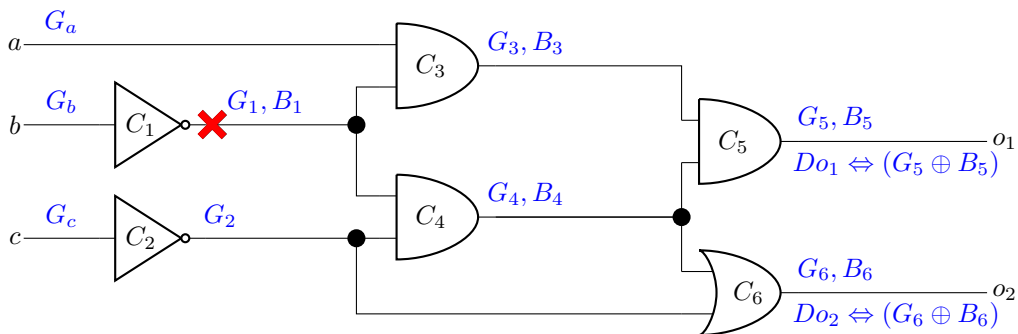 G_a
a
C_3
G_3, B_3
G_b
b
C_1
G_1, B_1
G_5, B_5
C_5
o_1
Do_1 ⇔ (G_5 ⊕ B_5)
G_c
c
C_2
G_2
C_4
G_4, B_4
G_6, B_6
C_6
o_2
Do_2 ⇔ (G_6 ⊕ B_6)